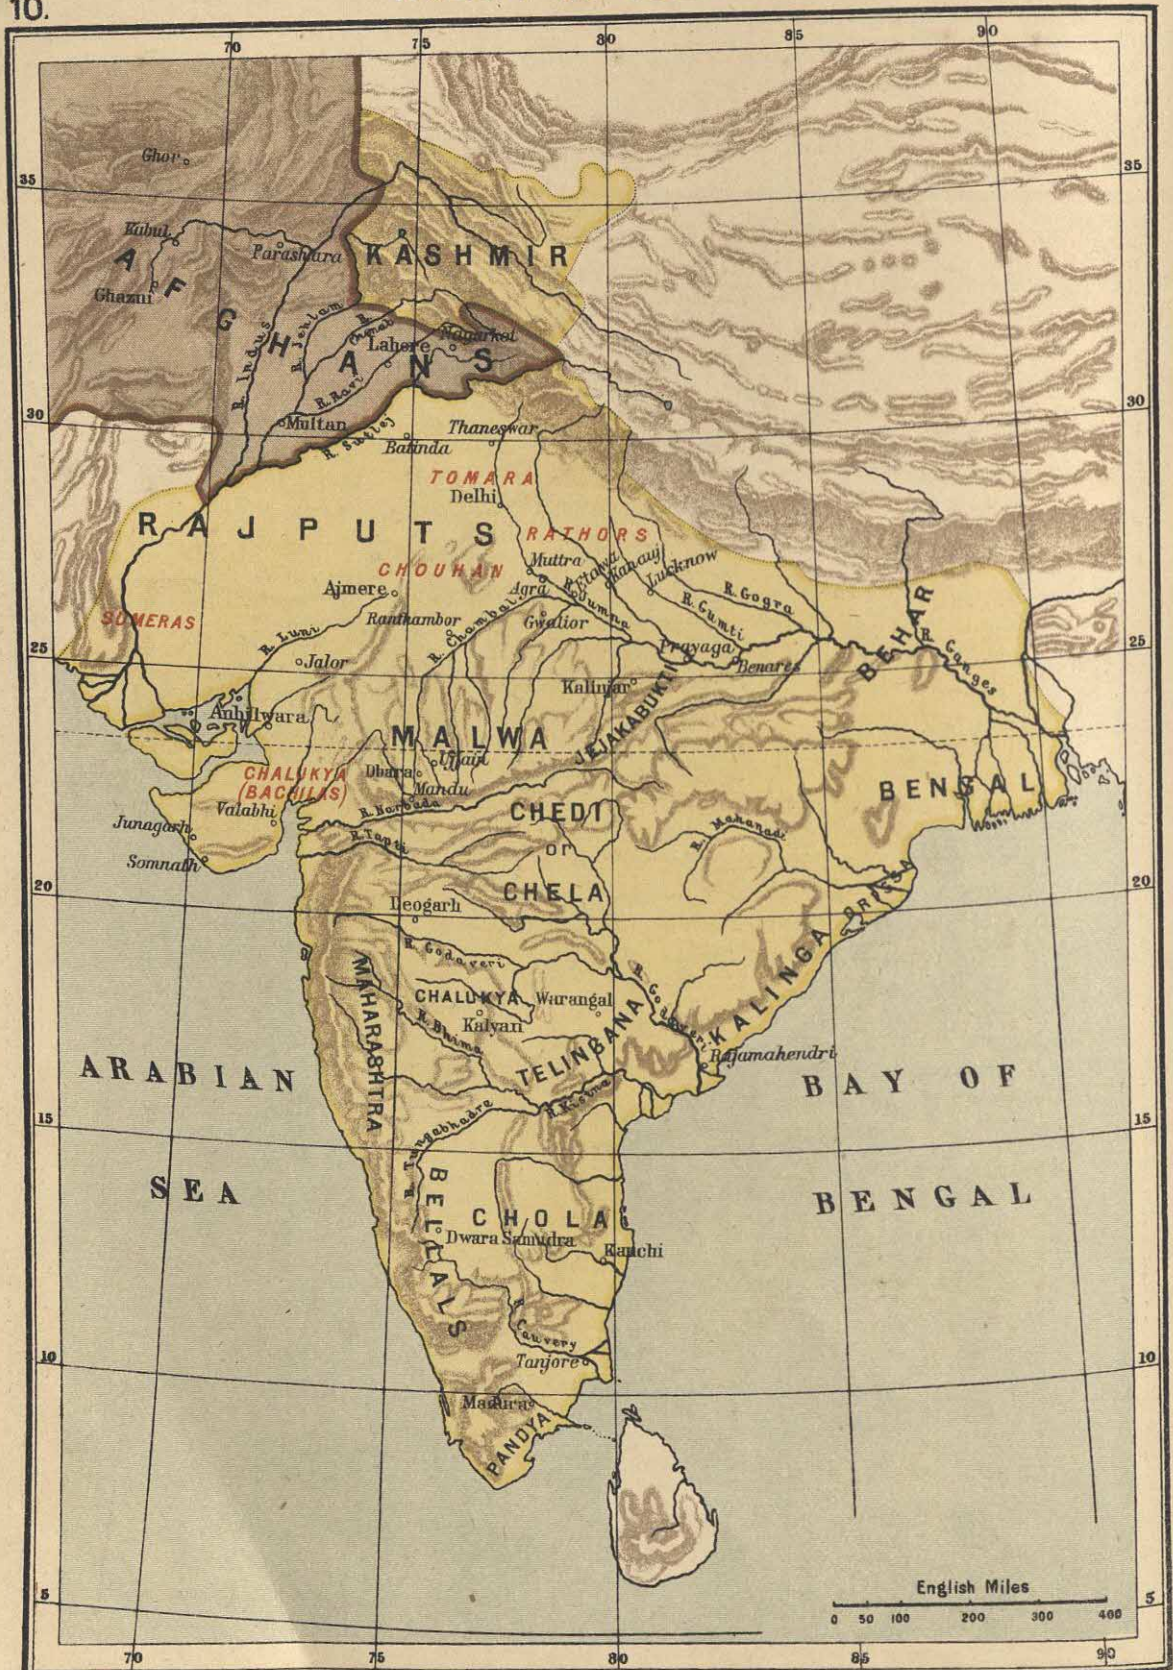 10.
70 75 80 85 90
35 35
30 30
25 25
20 20
15 15
10 10
5 5
70 75 80 85 90
Ghor
Kabul
Parashara
Ghazni
AFGHANS
KASHMIR
R. Indus
R. Jehlam
R. Chenab
Lahore
Nagarkot
R. Ravi
Multan
R. Sutlej
Batinda
Thaneswar
TOMARA
Delhi
RAJPUTS
RATHORS
CHOUHAN
Muttra
Etawa
Kanauj
Lucknow
Ajmere
Agra
R. Jumna
R. Gumti
R. Gogra
SUMERAS
Ranthambor
R. Chambal
Gwalior
R. Luni
Jalor
Prayaga
Benares
BEHAR
R. Ganges
Kalinjar
JEJAKABUKTI
Anhilwara
MALWA
Ujain
Dhara
Mandu
CHALUKYA
(BACHILAS)
Valabhi
R. Narbada
Junagarh
Somnath
R. Tapti
CHEDI
or
CHELA
R. Mahanadi
BENGAL
ORISSA
Deogarh
R. Godaveri
MAHARASHTRA
CHALUKYA
Kalyan
Warangal
R. Godaveri
KALINGA
R. Bhima
TELINGANA
Rajamahendri
R. Kistna
R. Tungabhadre
ARABIAN
SEA
BAY OF
BENGAL
BELLALS
CHOLA
Dwara Samudra
Kanchi
R. Cauvery
Tanjore
Madura
PANDYA
English Miles
0 50 100 200 300 400